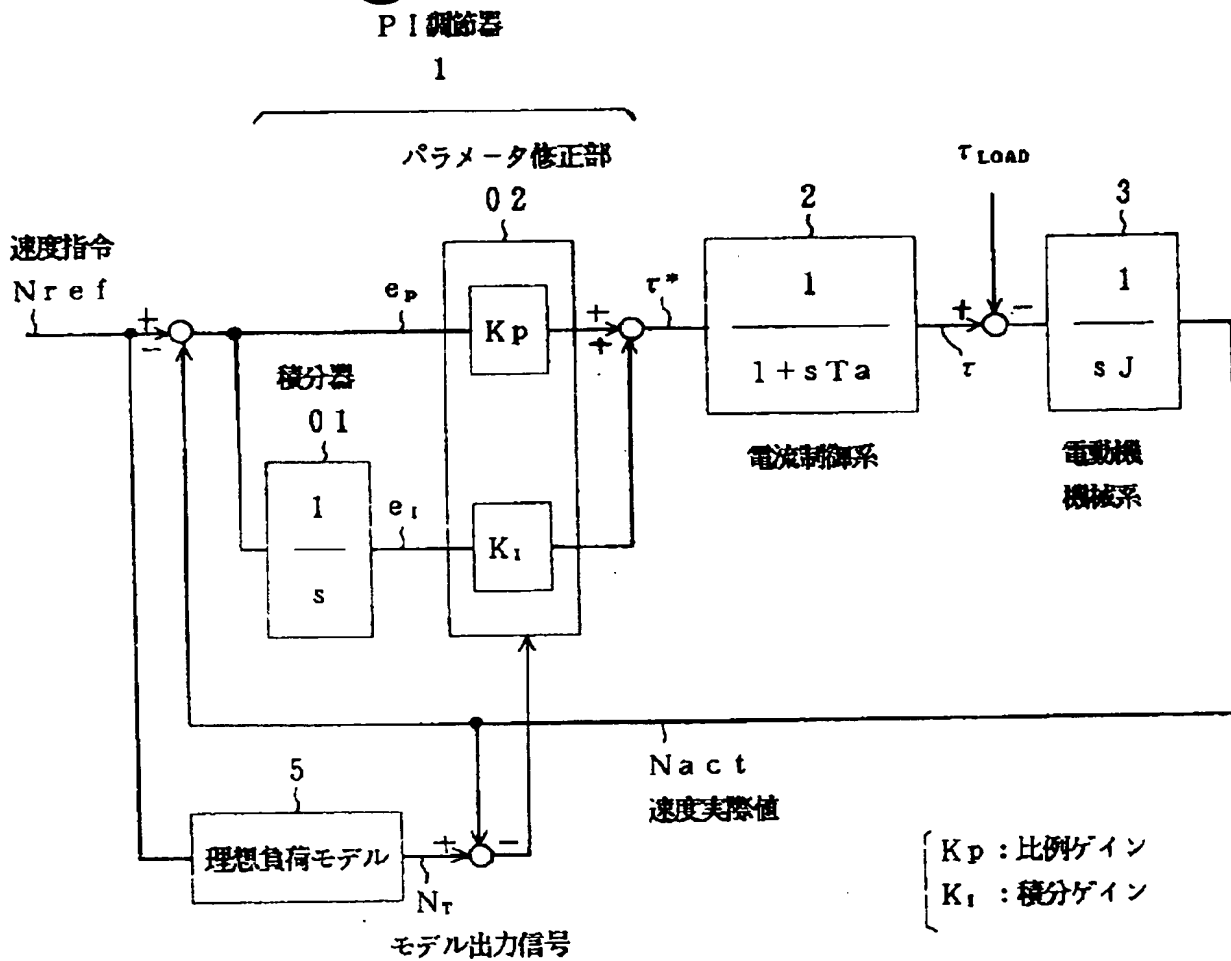 PI調節器
1
パラメータ修正部
02
τLOAD
2
3
速度指令
Nref
eP
Kp
τ*
1
1+sTa
τ
1
sJ
+
-
+
+
+
-
積分器
01
1
s
eI
KI
電流制御系
電動機
機械系
Nact
速度実際値
5
理想負荷モデル
+
-
NT
モデル出力信号
Kp:比例ゲイン
KI:積分ゲイン